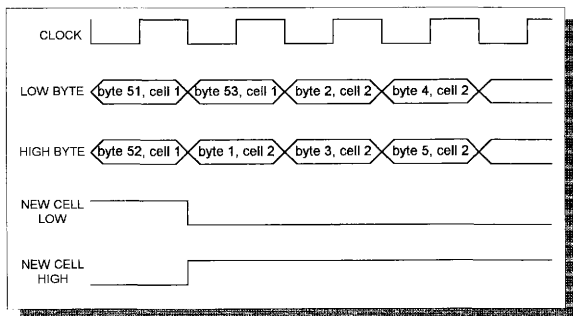 CLOCK
LOW BYTE byte 51, cell 1 byte 53, cell 1 byte 2, cell 2 byte 4, cell 2
HIGH BYTE byte 52, cell 1 byte 1, cell 2 byte 3, cell 2 byte 5, cell 2
NEW CELL
LOW
NEW CELL
HIGH